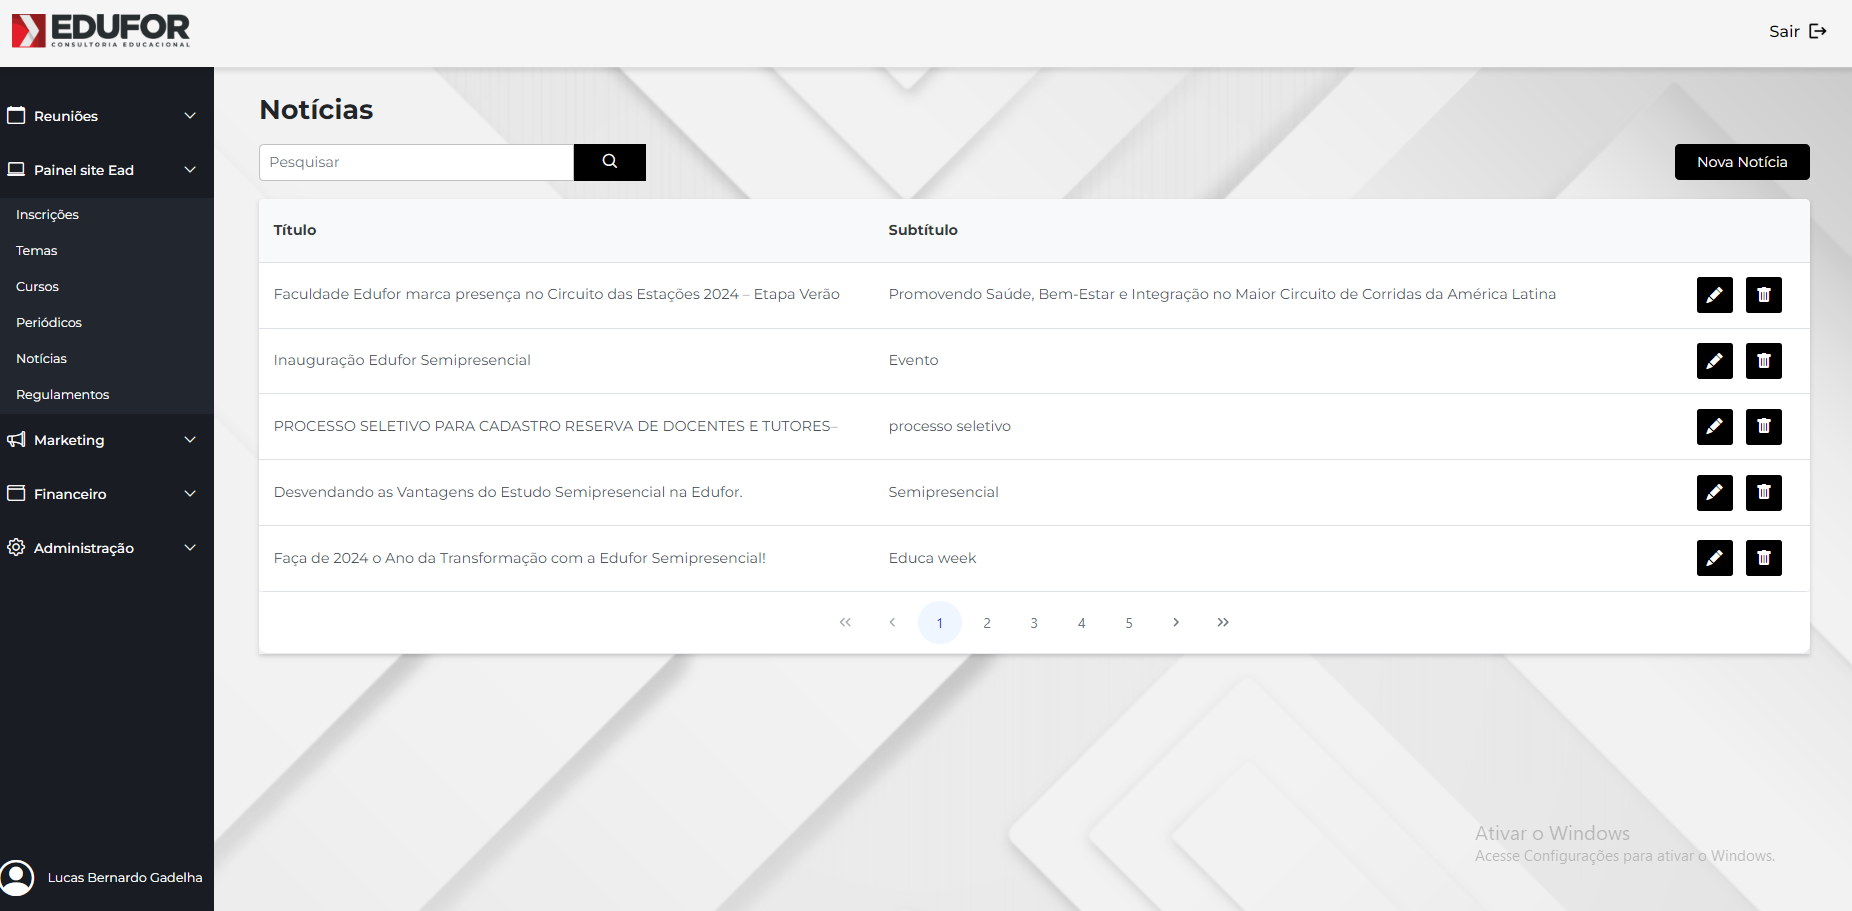 EDUFOR
CONSULTORIA EDUCACIONAL
Sair
Reuniões
Painel site Ead
Inscrições
Temas
Cursos
Periódicos
Notícias
Regulamentos
Marketing
Financeiro
Administração
Lucas Bernardo Gadelha
Notícias
Pesquisar
Nova Notícia
Título Subtítulo
Faculdade Edufor marca presença no Circuito das Estações 2024 – Etapa Verão Promovendo Saúde, Bem-Estar e Integração no Maior Circuito de Corridas da América Latina
Inauguração Edufor Semipresencial Evento
PROCESSO SELETIVO PARA CADASTRO RESERVA DE DOCENTES E TUTORES– processo seletivo
Desvendando as Vantagens do Estudo Semipresencial na Edufor. Semipresencial
Faça de 2024 o Ano da Transformação com a Edufor Semipresencial! Educa week
1 2 3 4 5
Ativar o Windows
Acesse Configurações para ativar o Windows.